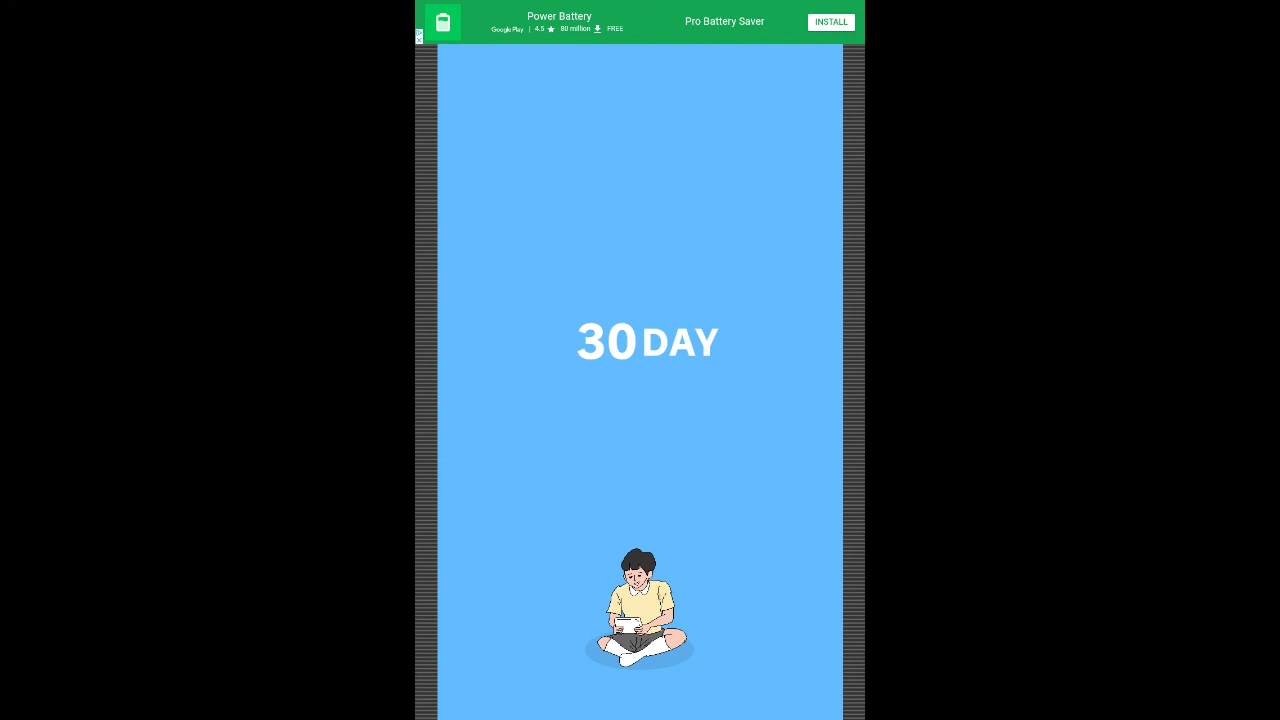 Power Battery
Google Play | 4.5 ★ 80 million FREE
Pro Battery Saver
INSTALL
30 DAY